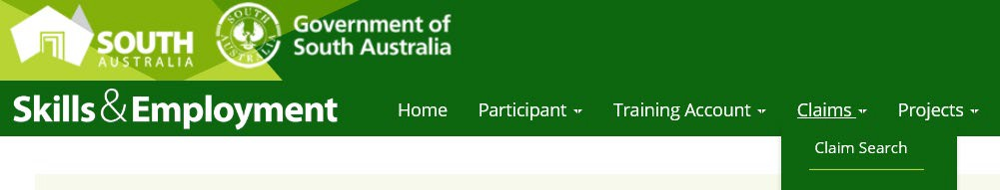 SOUTH
AUSTRALIA
SOUTH
AUSTRALIA
Government of
South Australia
Skills & Employment
Home
Participant
Training Account
Claims
Projects
Claim Search